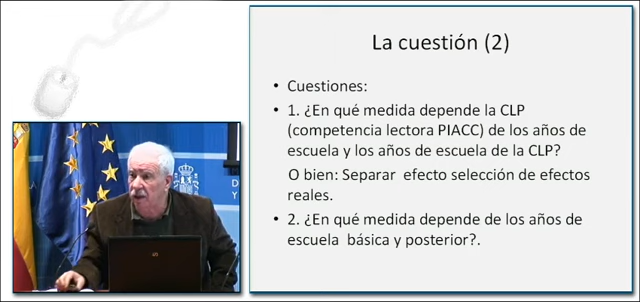 La cuestión (2)
• Cuestiones:
• 1. ¿En qué medida depende la CLP
(competencia lectora PIACC) de los años de
escuela y los años de escuela de la CLP?
O bien: Separar efecto selección de efectos
reales.
• 2. ¿En qué medida depende de los años de
escuela básica y posterior?.